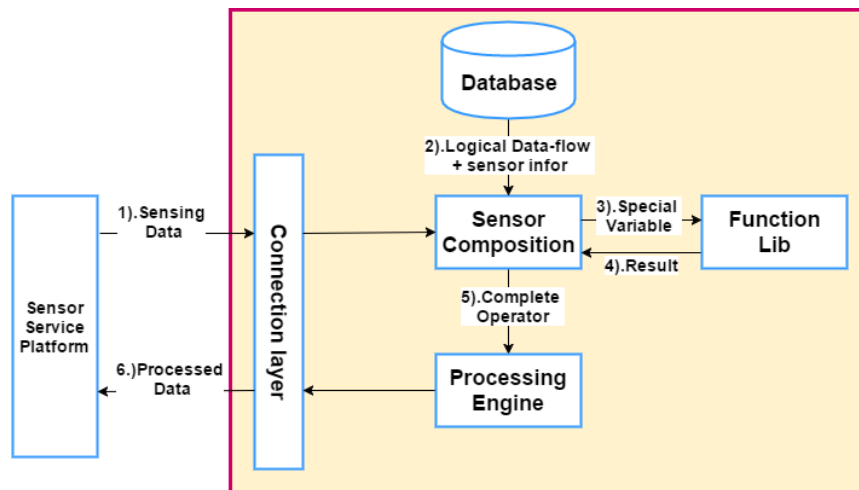 Database
2).Logical Data-flow
+ sensor infor
1).Sensing
Data
Connection layer
Sensor
Composition
3).Special
Variable
Function
Lib
4).Result
5).Complete
Operator
Sensor
Service
Platform
6.)Processed
Data
Processing
Engine